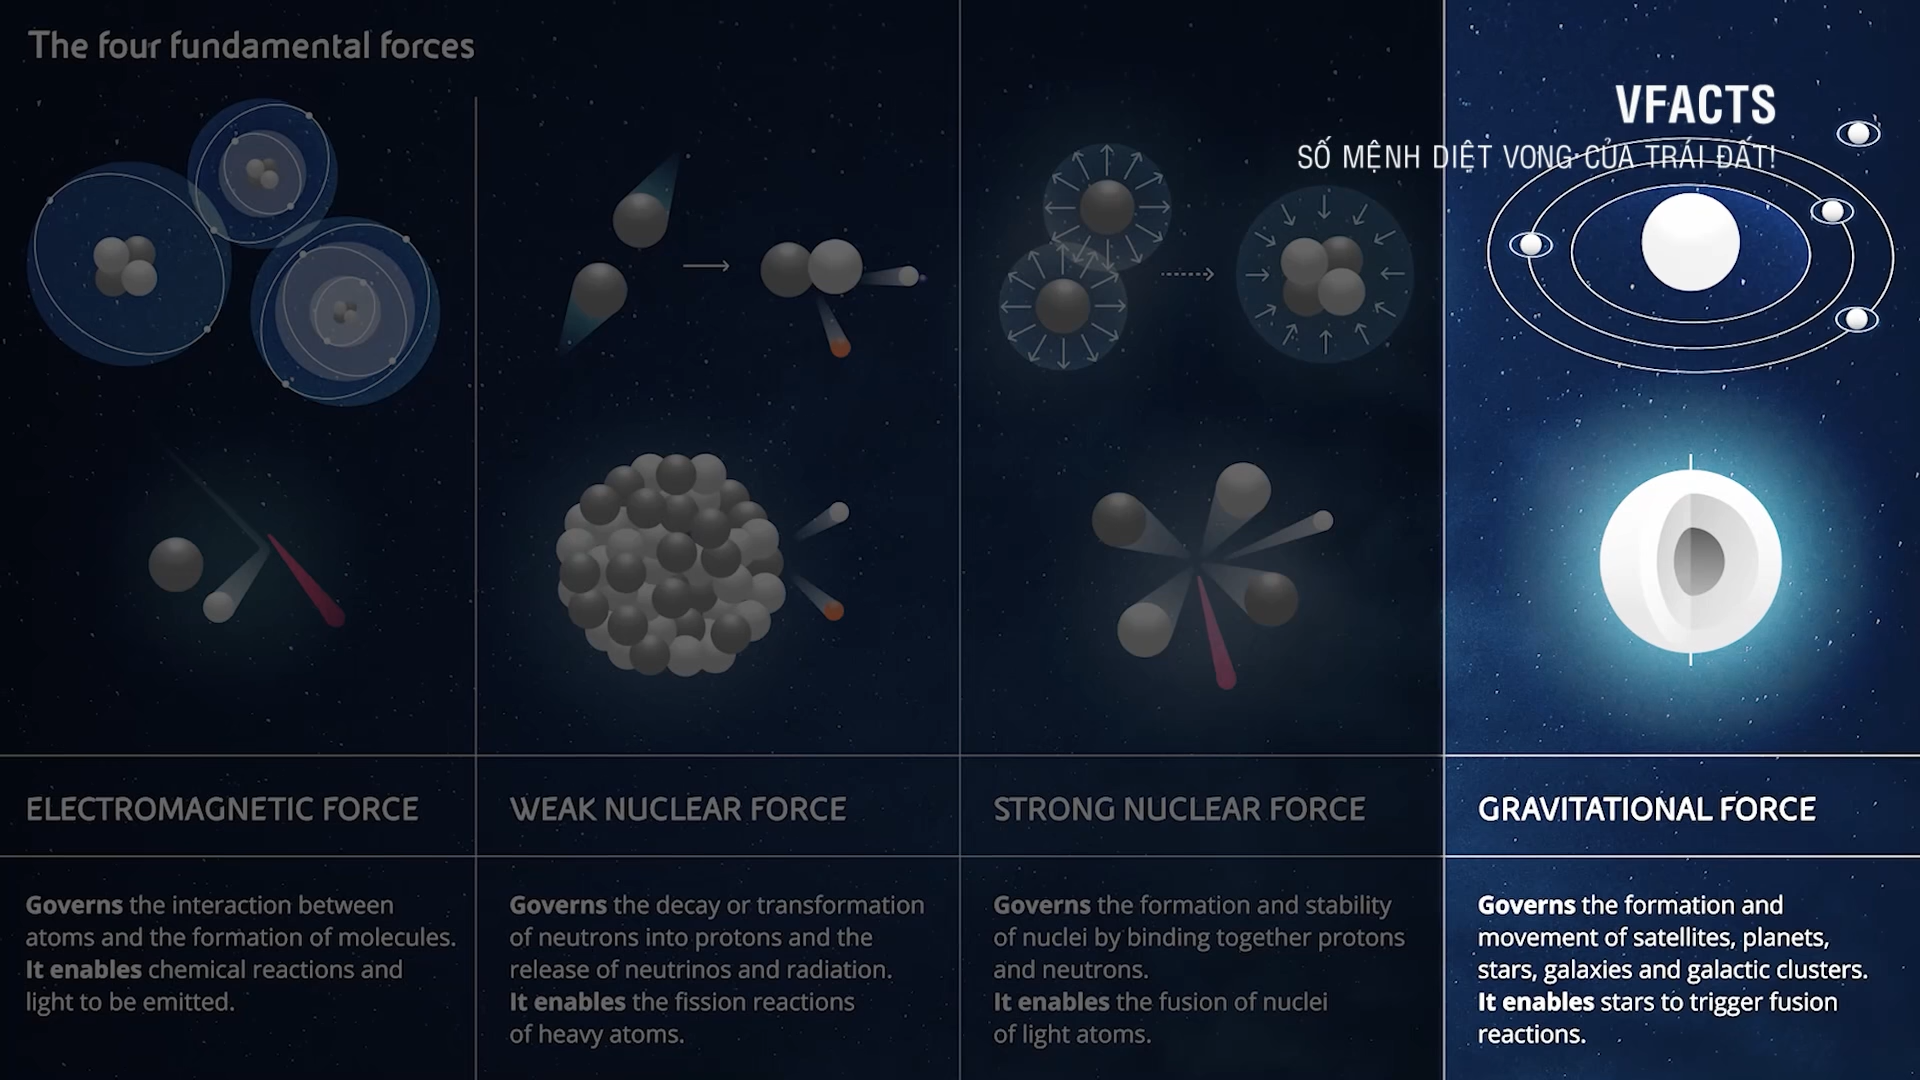 The four fundamental forces
VFACTS
SỐ MỆNH DIỆT VONG CỦA TRÁI ĐẤT!
ELECTROMAGNETIC FORCE
Governs the interaction between
atoms and the formation of molecules.
It enables chemical reactions and
light to be emitted.
WEAK NUCLEAR FORCE
Governs the decay or transformation
of neutrons into protons and the
release of neutrinos and radiation.
It enables the fission reactions
of heavy atoms.
STRONG NUCLEAR FORCE
Governs the formation and stability
of nuclei by binding together protons
and neutrons.
It enables the fusion of nuclei
of light atoms.
GRAVITATIONAL FORCE
Governs the formation and
movement of satellites, planets,
stars, galaxies and galactic clusters.
It enables stars to trigger fusion
reactions.